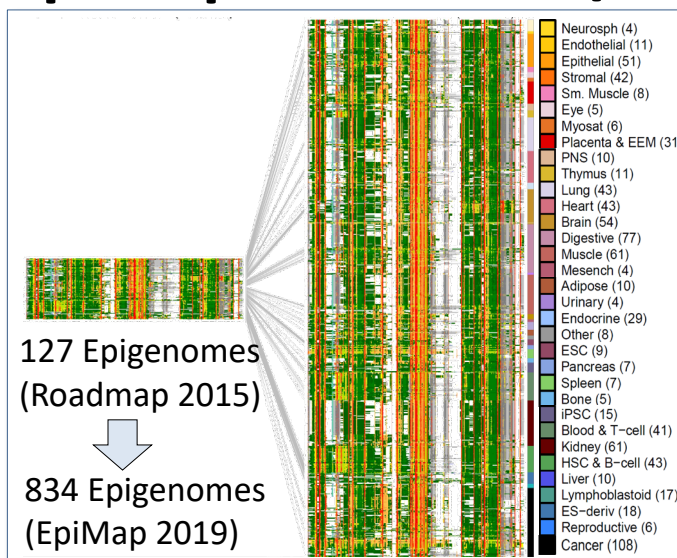 127 Epigenomes
(Roadmap 2015)
834 Epigenomes
(EpiMap 2019)
Neurosph (4)
Endothelial (11)
Epithelial (51)
Stromal (42)
Sm. Muscle (8)
Eye (5)
Myosat (6)
Placenta & EEM (31
PNS (10)
Thymus (11)
Lung (43)
Heart (43)
Brain (54)
Digestive (77)
Muscle (61)
Mesench (4)
Adipose (10)
Urinary (4)
Endocrine (29)
Other (8)
ESC (9)
Pancreas (7)
Spleen (7)
Bone (5)
iPSC (15)
Blood & T−cell (41)
Kidney (61)
HSC & B−cell (43)
Liver (10)
Lymphoblastoid (17)
ES−deriv (18)
Reproductive (6)
Cancer (108)